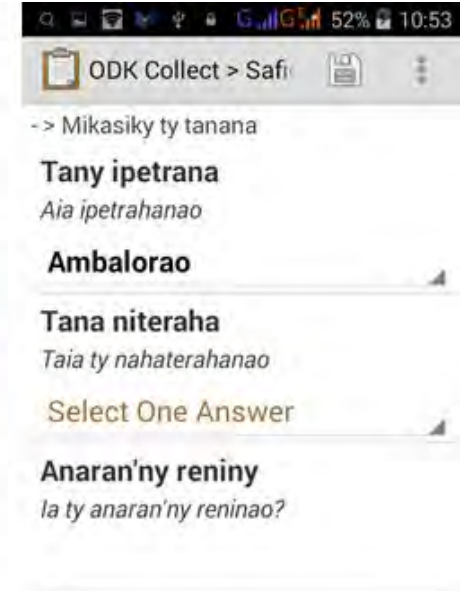 52% 10:53
ODK Collect > Safi
-> Mikasiky ty tanana
Tany ipetrana
Aia ipetrahanao
Ambalorao
Tana niteraha
Taia ty nahaterahanao
Select One Answer
Anaran'ny reniny
Ia ty anaran'ny reninao?